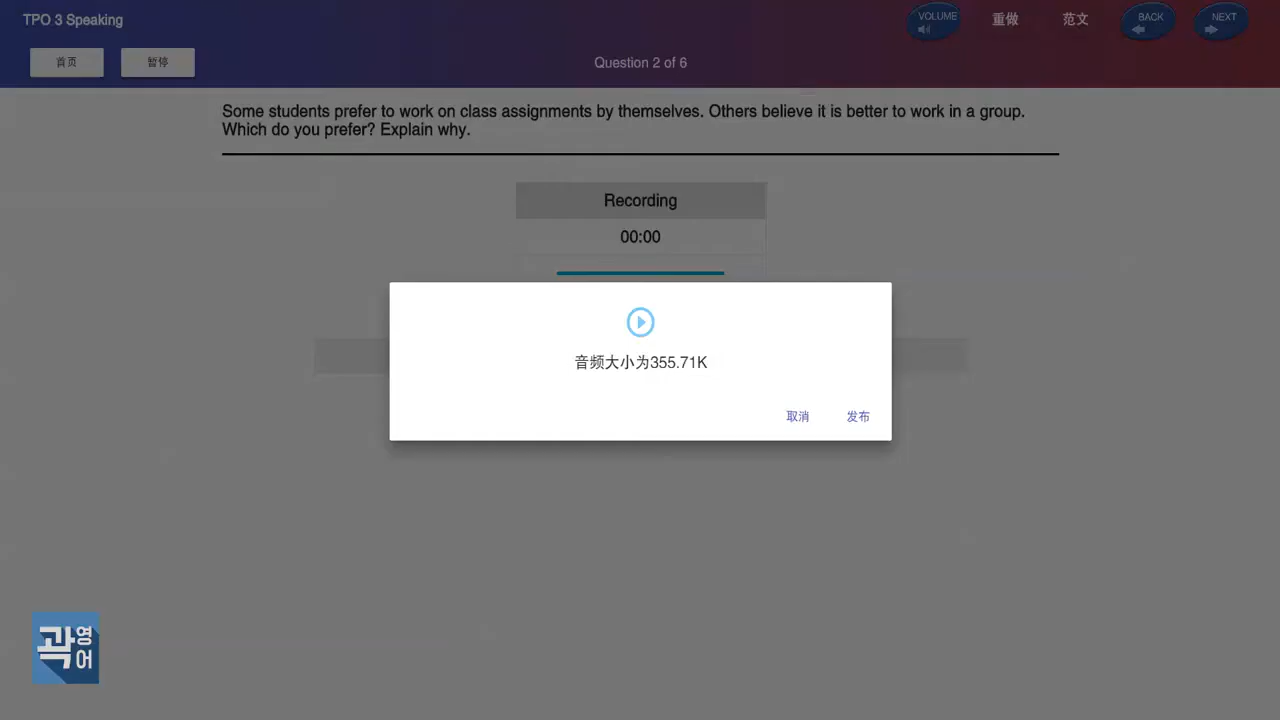 TPO 3 Speaking
VOLUME
重做
范文
BACK
NEXT
首页
暂停
Question 2 of 6
Some students prefer to work on class assignments by themselves. Others believe it is better to work in a group.
Which do you prefer? Explain why.
Recording
00:00
音频大小为355.71K
取消
发布
곽영어